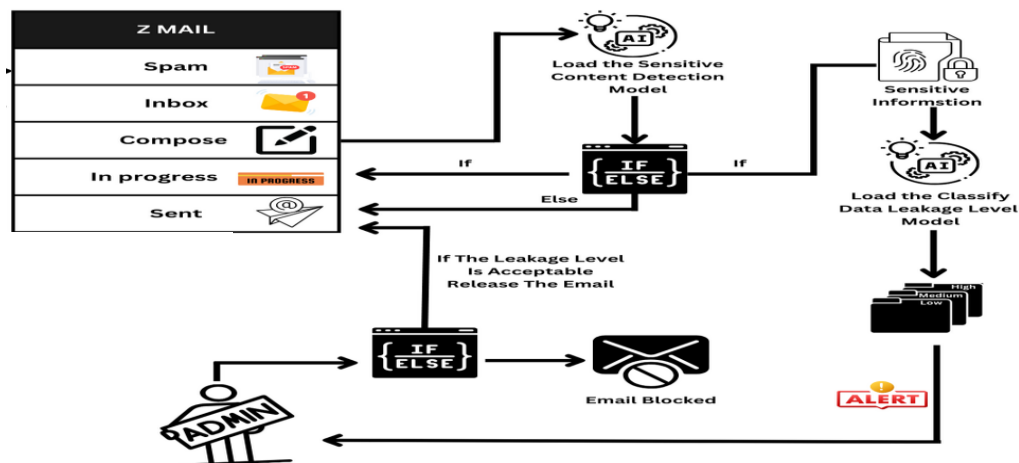 Z MAIL
Spam
Inbox
1
Compose
In progress
IN PROGRESS
Sent
@
AI
Load the Sensitive
Content Detection
Model
If
IF
ELSE
If
Else
Sensitive
Informstion
AI
Load the Classify
Data Leakage Level
Model
High
Medium
Low
If The Leakage Level
Is Acceptable
Release The Email
IF
ELSE
Email Blocked
ALERT
ADMIN